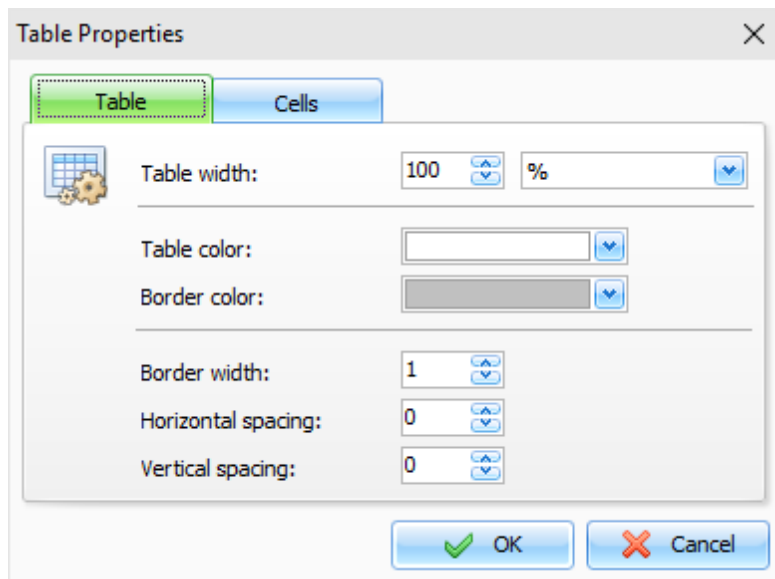 Table Properties
Table Cells
Table width: 100 %
Table color:
Border color:
Border width: 1
Horizontal spacing: 0
Vertical spacing: 0
OK Cancel